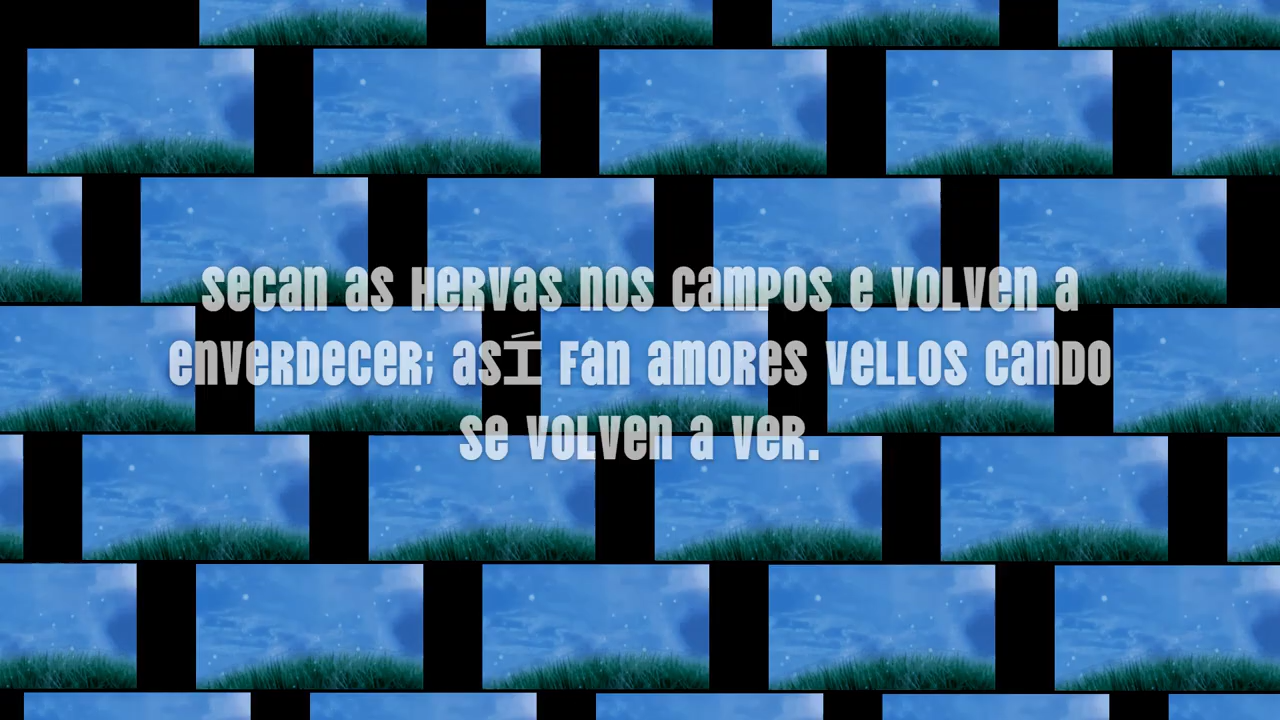 secan as Hervas nos campos e volven a
enverdecer; así fan amores vellos cando
se volven a ver.